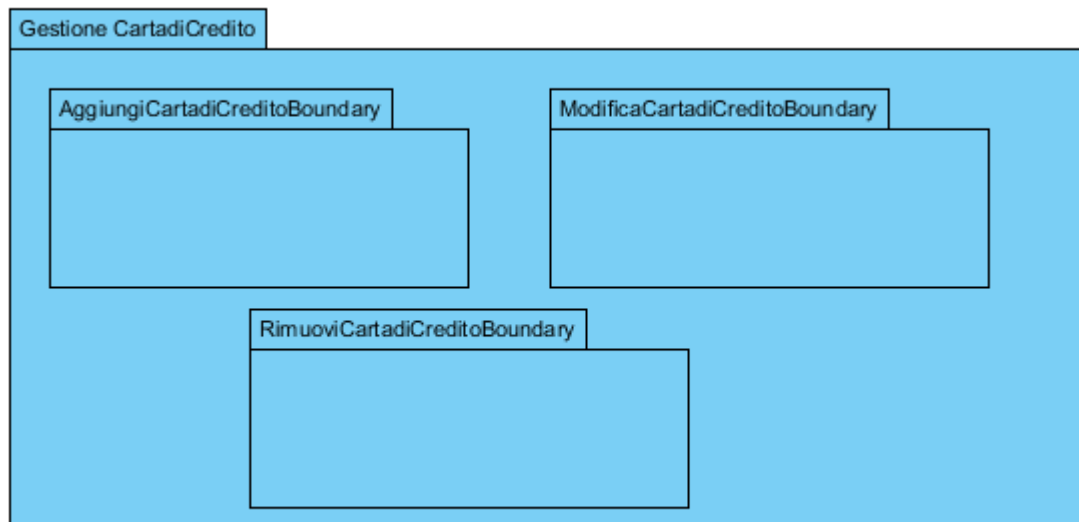 Gestione CartadiCredito
AggiungiCartadiCreditoBoundary
ModificaCartadiCreditoBoundary
RimuoviCartadiCreditoBoundary